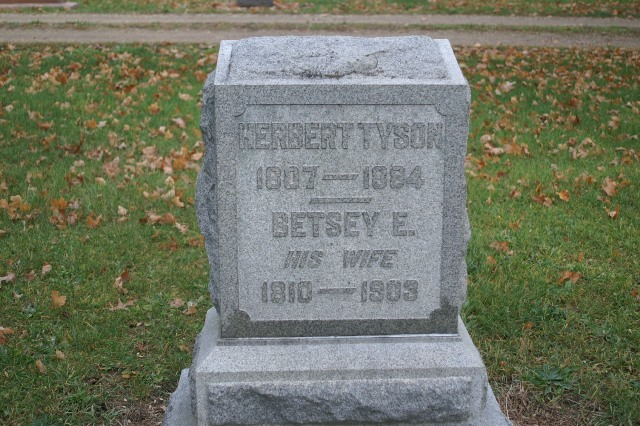 HERBERT TYSON
1807 — 1884
BETSEY E.
HIS WIFE
1810 — 1903